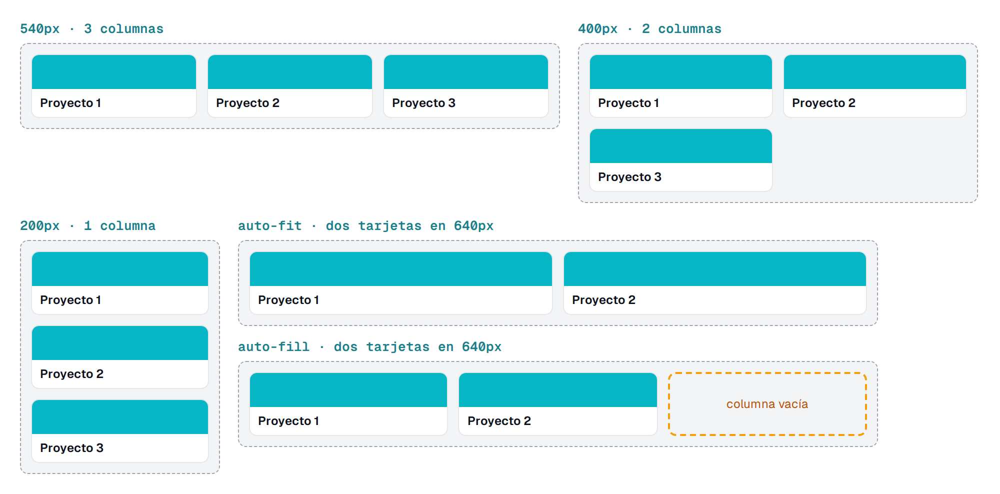 540px · 3 columnas
Proyecto 1
Proyecto 2
Proyecto 3
400px · 2 columnas
Proyecto 1
Proyecto 2
Proyecto 3
200px · 1 columna
Proyecto 1
Proyecto 2
Proyecto 3
auto-fit · dos tarjetas en 640px
Proyecto 1
Proyecto 2
auto-fill · dos tarjetas en 640px
Proyecto 1
Proyecto 2
columna vacía